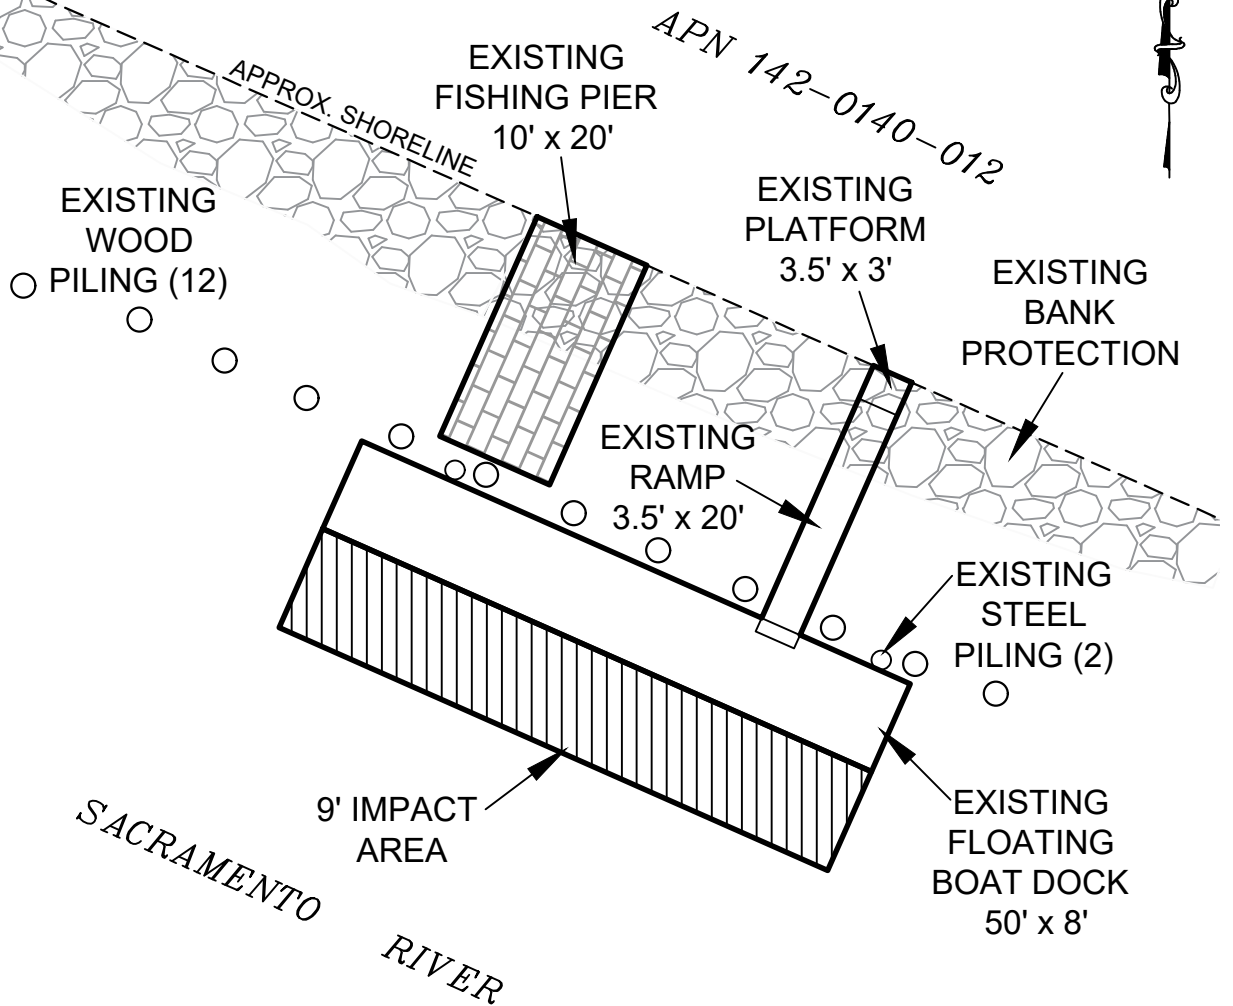 APN 142-0140-012
EXISTING
FISHING PIER
10' x 20'
APPROX. SHORELINE
EXISTING
WOOD
PILING (12)
EXISTING
PLATFORM
3.5' x 3'
EXISTING
BANK
PROTECTION
EXISTING
RAMP
3.5' x 20'
EXISTING
STEEL
PILING (2)
9' IMPACT
AREA
EXISTING
FLOATING
BOAT DOCK
50' x 8'
SACRAMENTO RIVER